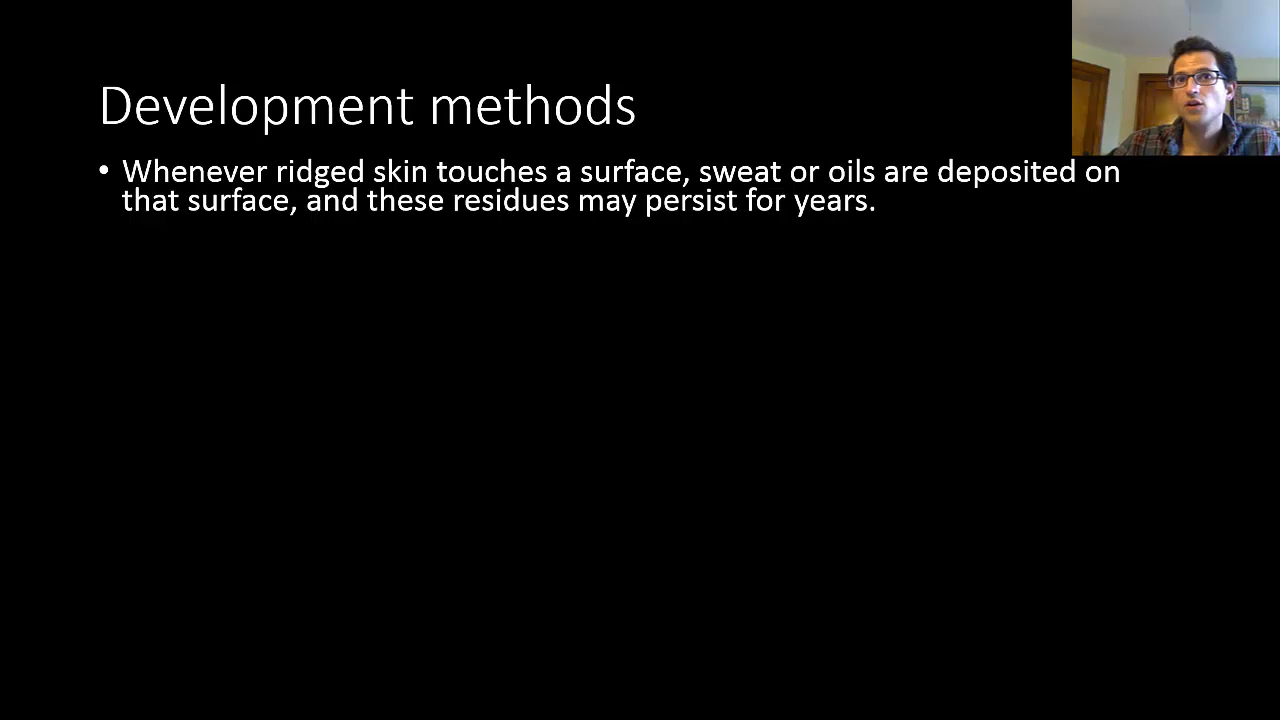 Development methods
• Whenever ridged skin touches a surface, sweat or oils are deposited on
that surface, and these residues may persist for years.